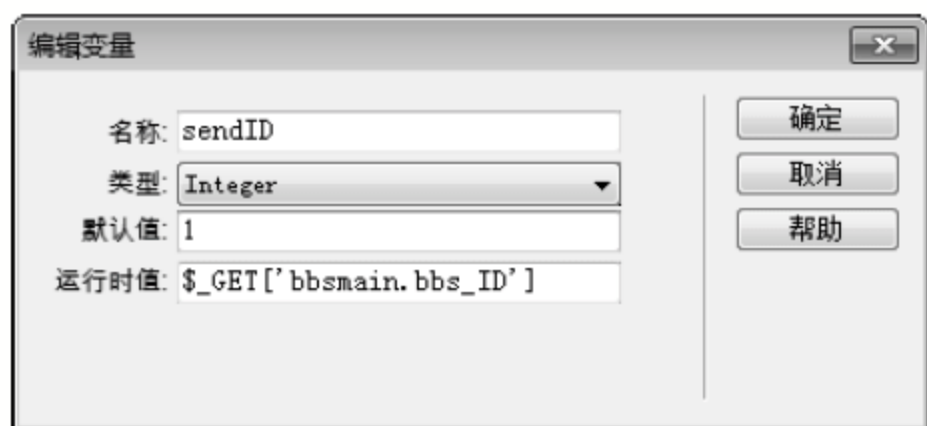 编辑变量
名称: sendID
类型: Integer
默认值: 1
运行时值: $_GET['bbsmain.bbs_ID']
确定
取消
帮助